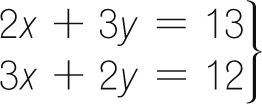 2x + 3y = 13
3x + 2y = 12